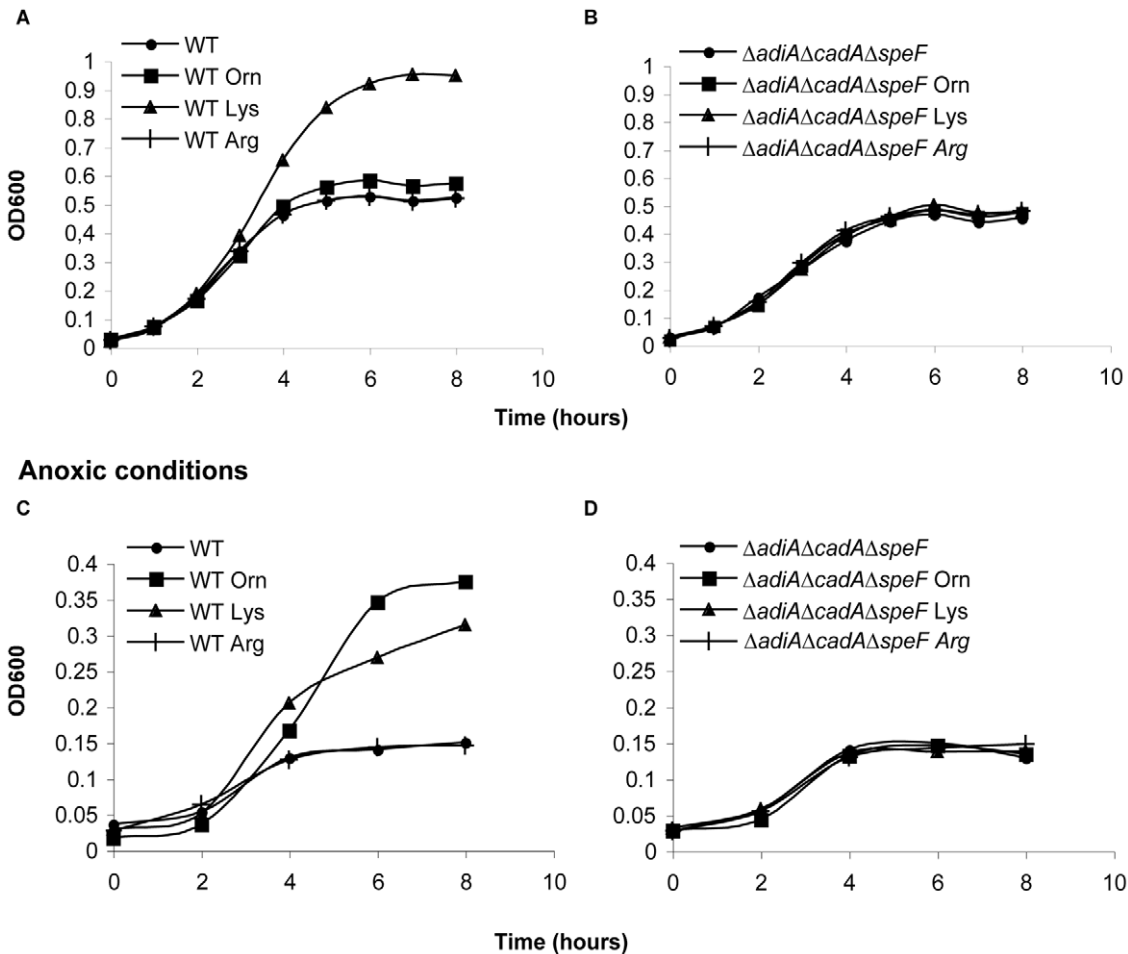 A
WT
WT Orn
WT Lys
WT Arg
OD600
1
0.9
0.8
0.7
0.6
0.5
0,4
0.3
0.2
0.1
0
0
2
4
6
8
10
B
ΔadiAΔcadAΔspeF
ΔadiAΔcadAΔspeF Orn
ΔadiAΔcadAΔspeF Lys
ΔadiAΔcadAΔspeF Arg
1
0.9
0.8
0.7
0.6
0.5
0.4
0.3
0.2
0.1
0
0
2
4
6
8
10
Time (hours)
Anoxic conditions
C
WT
WT Orn
WT Lys
WT Arg
OD600
0.4
0.35
0.3
0.25
0.2
0.15
0.1
0.05
0
0
2
4
6
8
10
D
ΔadiAΔcadAΔspeF
ΔadiAΔcadAΔspeF Orn
ΔadiAΔcadAΔspeF Lys
ΔadiAΔcadAΔspeF Arg
0.4
0.35
0.3
0.25
0.2
0.15
0.1
0.05
0
0
2
4
6
8
10
Time (hours)